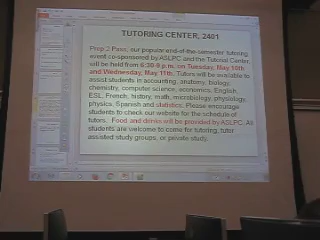 TUTORING CENTER, 2401
Prep 2 Pass, our popular end-of-the-semester tutoring
event co-sponsored by ASLPC and the Tutorial Center,
will be held from 6:30-9 p.m. on Tuesday, May 10th
and Wednesday, May 11th. Tutors will be available to
assist students in accounting, anatomy, biology,
chemistry, computer science, economics, English,
ESL, French, history, math, microbiology, physiology,
physics, Spanish and statistics. Please encourage
students to check our website for the schedule of
tutors. Food and drinks will be provided by ASLPC. All
students are welcome to come for tutoring, tutor
assisted study groups, or private study.